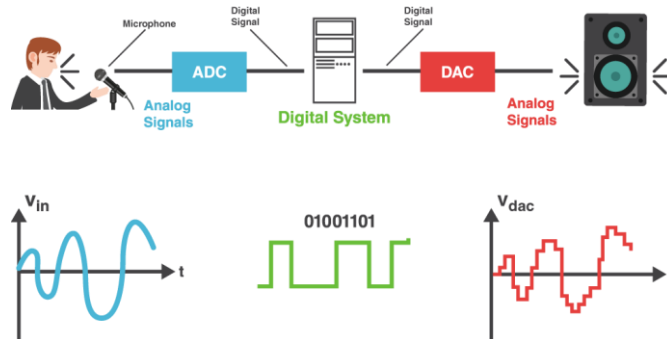 Microphone
Digital
Signal
Digital
Signal
ADC
DAC
Analog
Signals
Digital System
Analog
Signals
Vin
t
01001101
Vdac